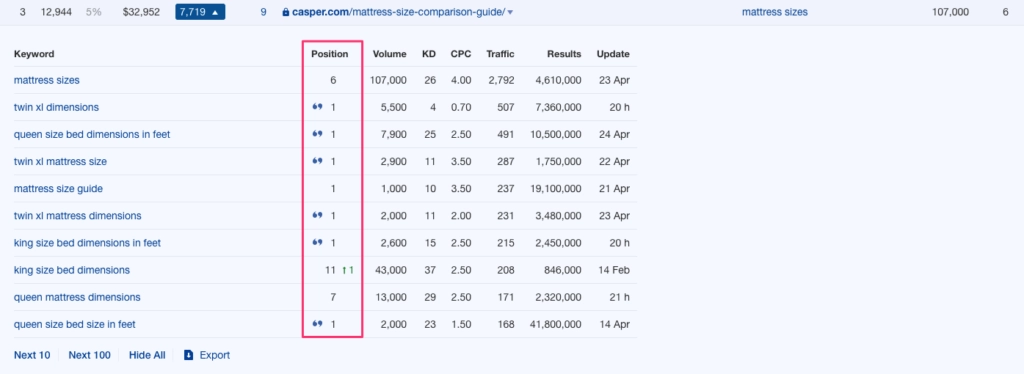 3 12,944 5% $32,952 7,719 ▲ 9 casper.com/mattress-size-comparison-guide/ ▾ mattress sizes 107,000 6
Keyword Position Volume KD CPC Traffic Results Update
mattress sizes 6 107,000 26 4.00 2,792 4,610,000 23 Apr
twin xl dimensions 1 5,500 4 0.70 507 7,360,000 20 h
queen size bed dimensions in feet 1 7,900 25 2.50 491 10,500,000 24 Apr
twin xl mattress size 1 2,900 11 3.50 287 1,750,000 22 Apr
mattress size guide 1 1,000 10 3.50 237 19,100,000 21 Apr
twin xl mattress dimensions 1 2,000 11 2.00 231 3,480,000 23 Apr
king size bed dimensions in feet 1 2,600 15 2.50 215 2,450,000 20 h
king size bed dimensions 11 ↑1 43,000 37 2.50 208 846,000 14 Feb
queen mattress dimensions 7 13,000 29 2.50 171 2,320,000 21 h
queen size bed size in feet 1 2,000 23 1.50 168 41,800,000 14 Apr
Next 10 Next 100 Hide All Export